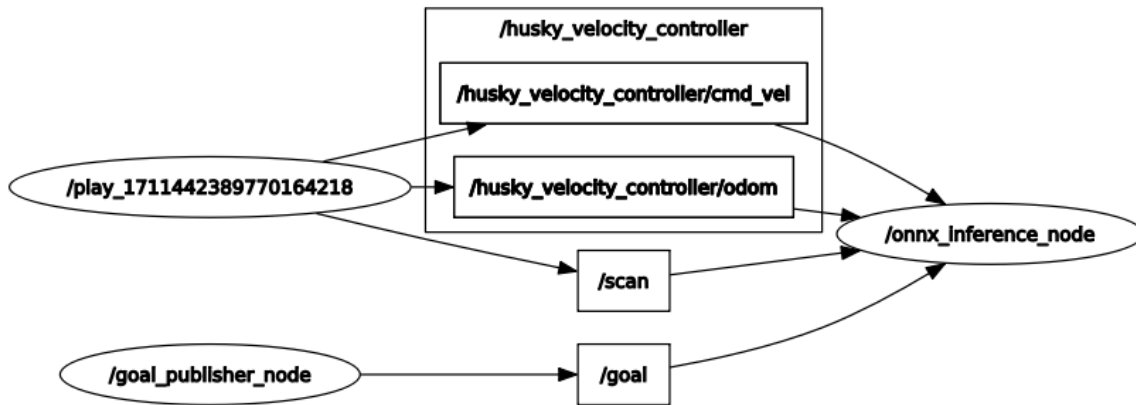 /husky_velocity_controller
/husky_velocity_controller/cmd_vel
/play_1711442389770164218
/husky_velocity_controller/odom
/onnx_inference_node
/scan
/goal_publisher_node
/goal